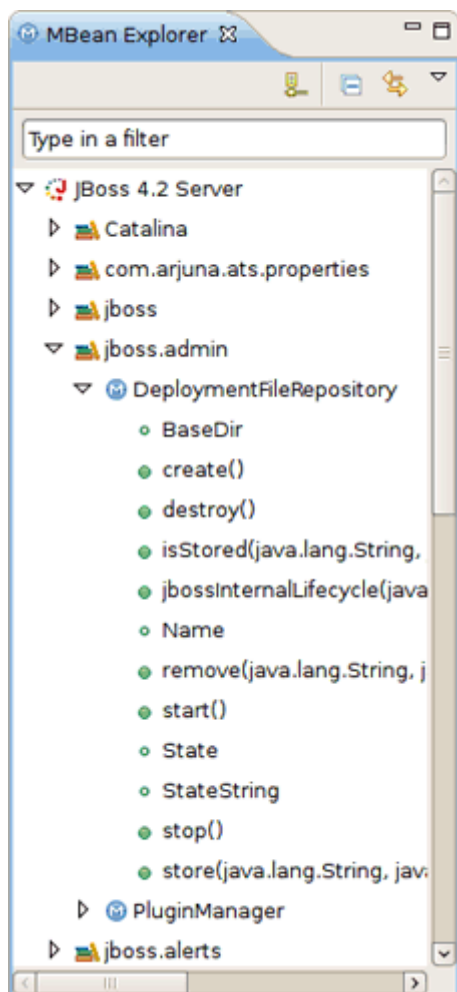 MBean Explorer
Type in a filter
JBoss 4.2 Server
Catalina
com.arjuna.ats.properties
jboss
jboss.admin
DeploymentFileRepository
BaseDir
create()
destroy()
isStored(java.lang.String,
jbossInternalLifecycle(java
Name
remove(java.lang.String, j
start()
State
StateString
stop()
store(java.lang.String, java
PluginManager
jboss.alerts